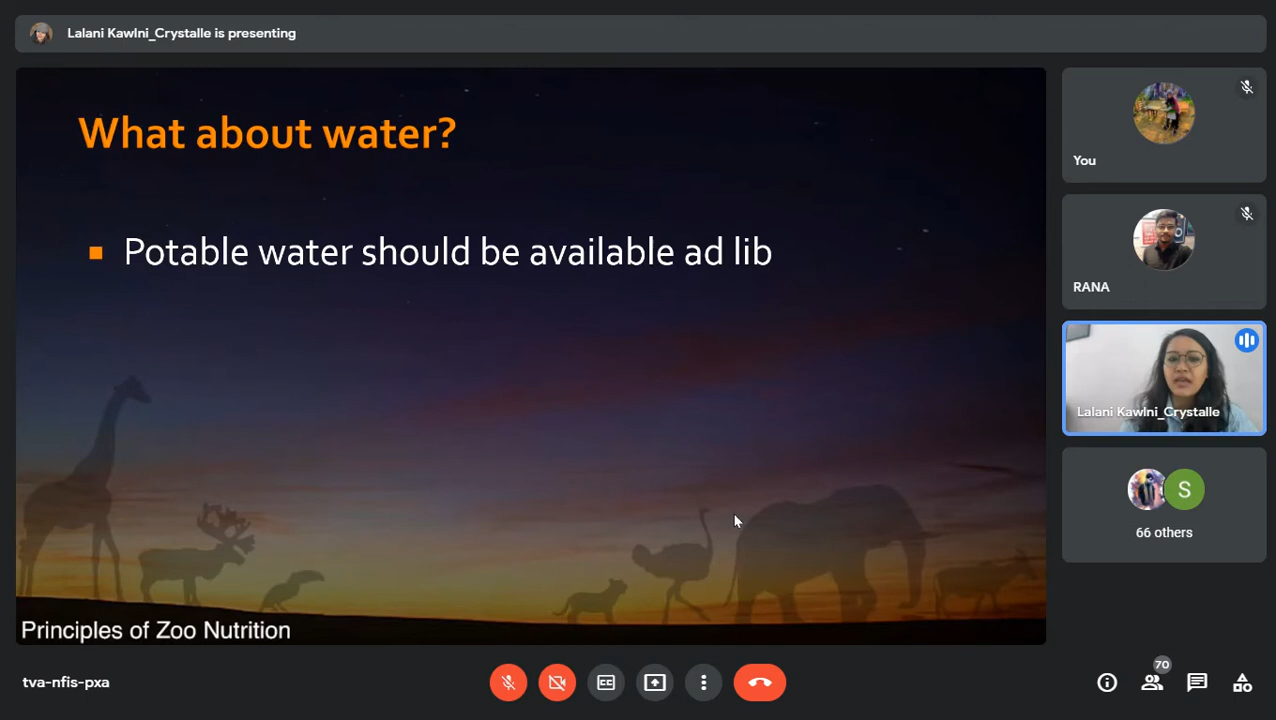 Lalani Kawlni_Crystalle is presenting
What about water?
Potable water should be available ad lib
Principles of Zoo Nutrition
You
RANA
Lalani Kawlni_Crystalle
S
66 others
tva-nfis-pxa
CC
70